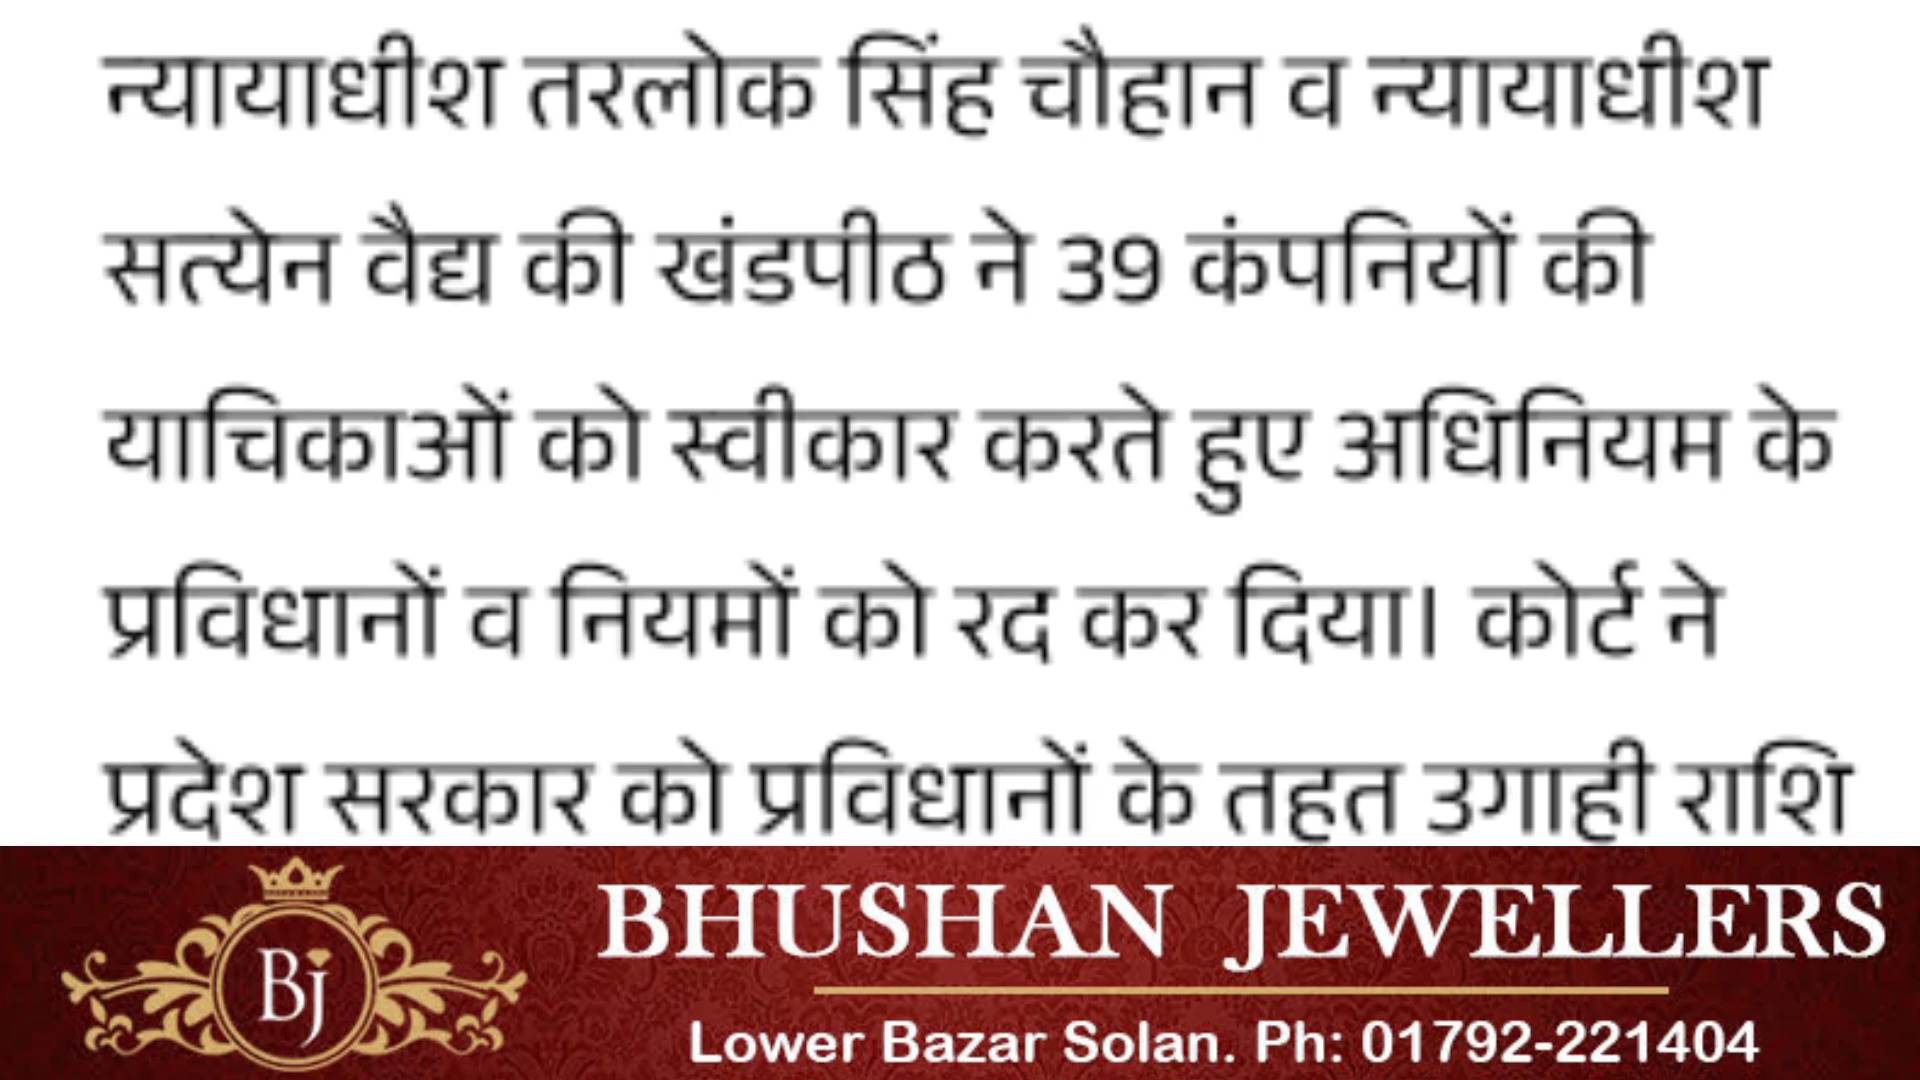 न्यायाधीश तरलोक सिंह चौहान व न्यायाधीश
सत्येन वैद्य की खंडपीठ ने 39 कंपनियों की
याचिकाओं को स्वीकार करते हुए अधिनियम के
प्रविधानों व नियमों को रद कर दिया। कोर्ट ने
प्रदेश सरकार को प्रविधानों के तहत उगाही राशि
BHUSHAN JEWELLERS
Bj
Lower Bazar Solan. Ph: 01792-221404